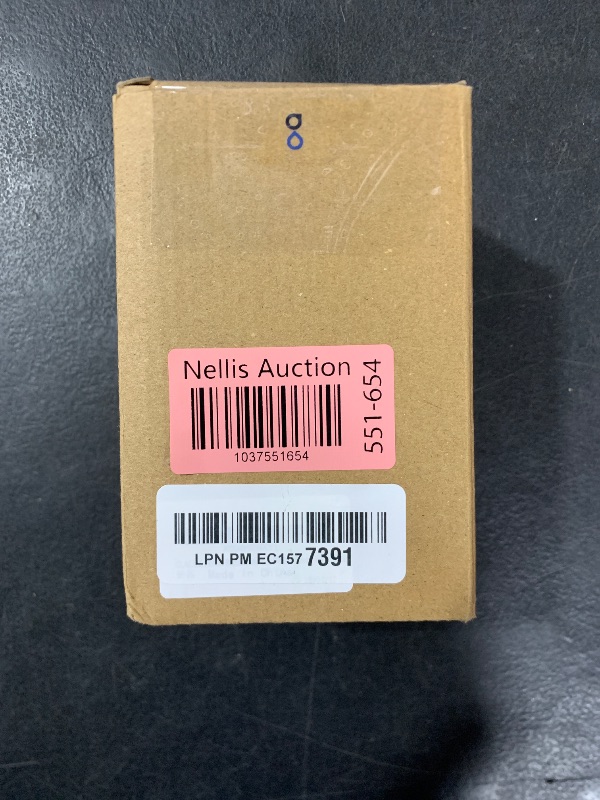 Nellis Auction
1037551654
551-654
LPN PM EC157 7391